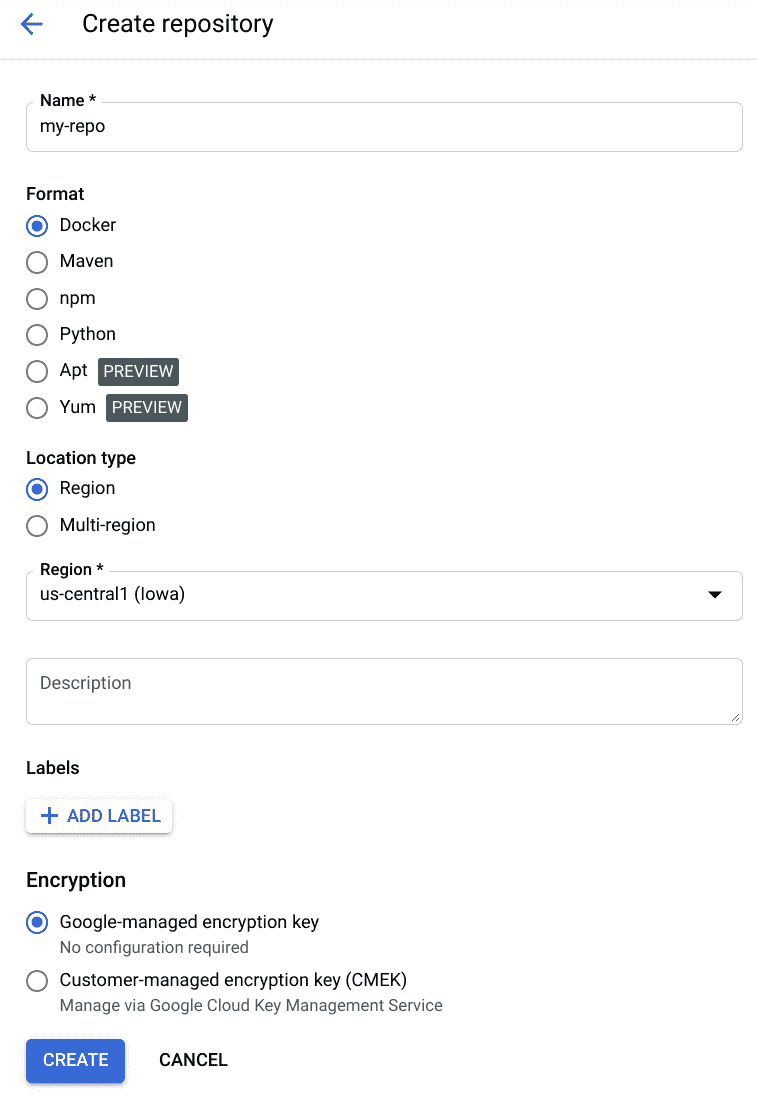 Create repository
Name *
my-repo
Format
Docker
Maven
npm
Python
Apt PREVIEW
Yum PREVIEW
Location type
Region
Multi-region
Region *
us-central1 (Iowa)
Description
Labels
+ ADD LABEL
Encryption
Google-managed encryption key
No configuration required
Customer-managed encryption key (CMEK)
Manage via Google Cloud Key Management Service
CREATE CANCEL